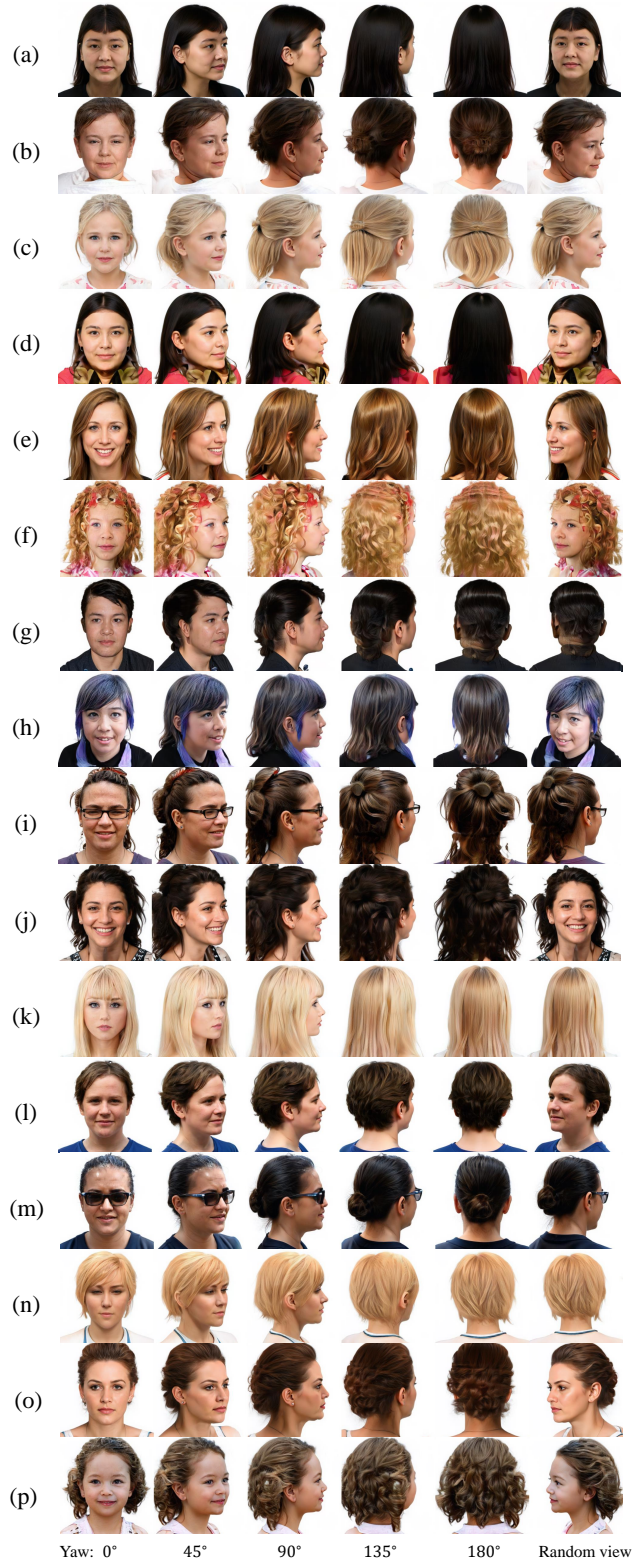 (a)
(b)
(c)
(d)
(e)
(f)
(g)
(h)
(i)
(j)
(k)
(l)
(m)
(n)
(o)
(p)
Yaw: 0° 45° 90° 135° 180° Random view